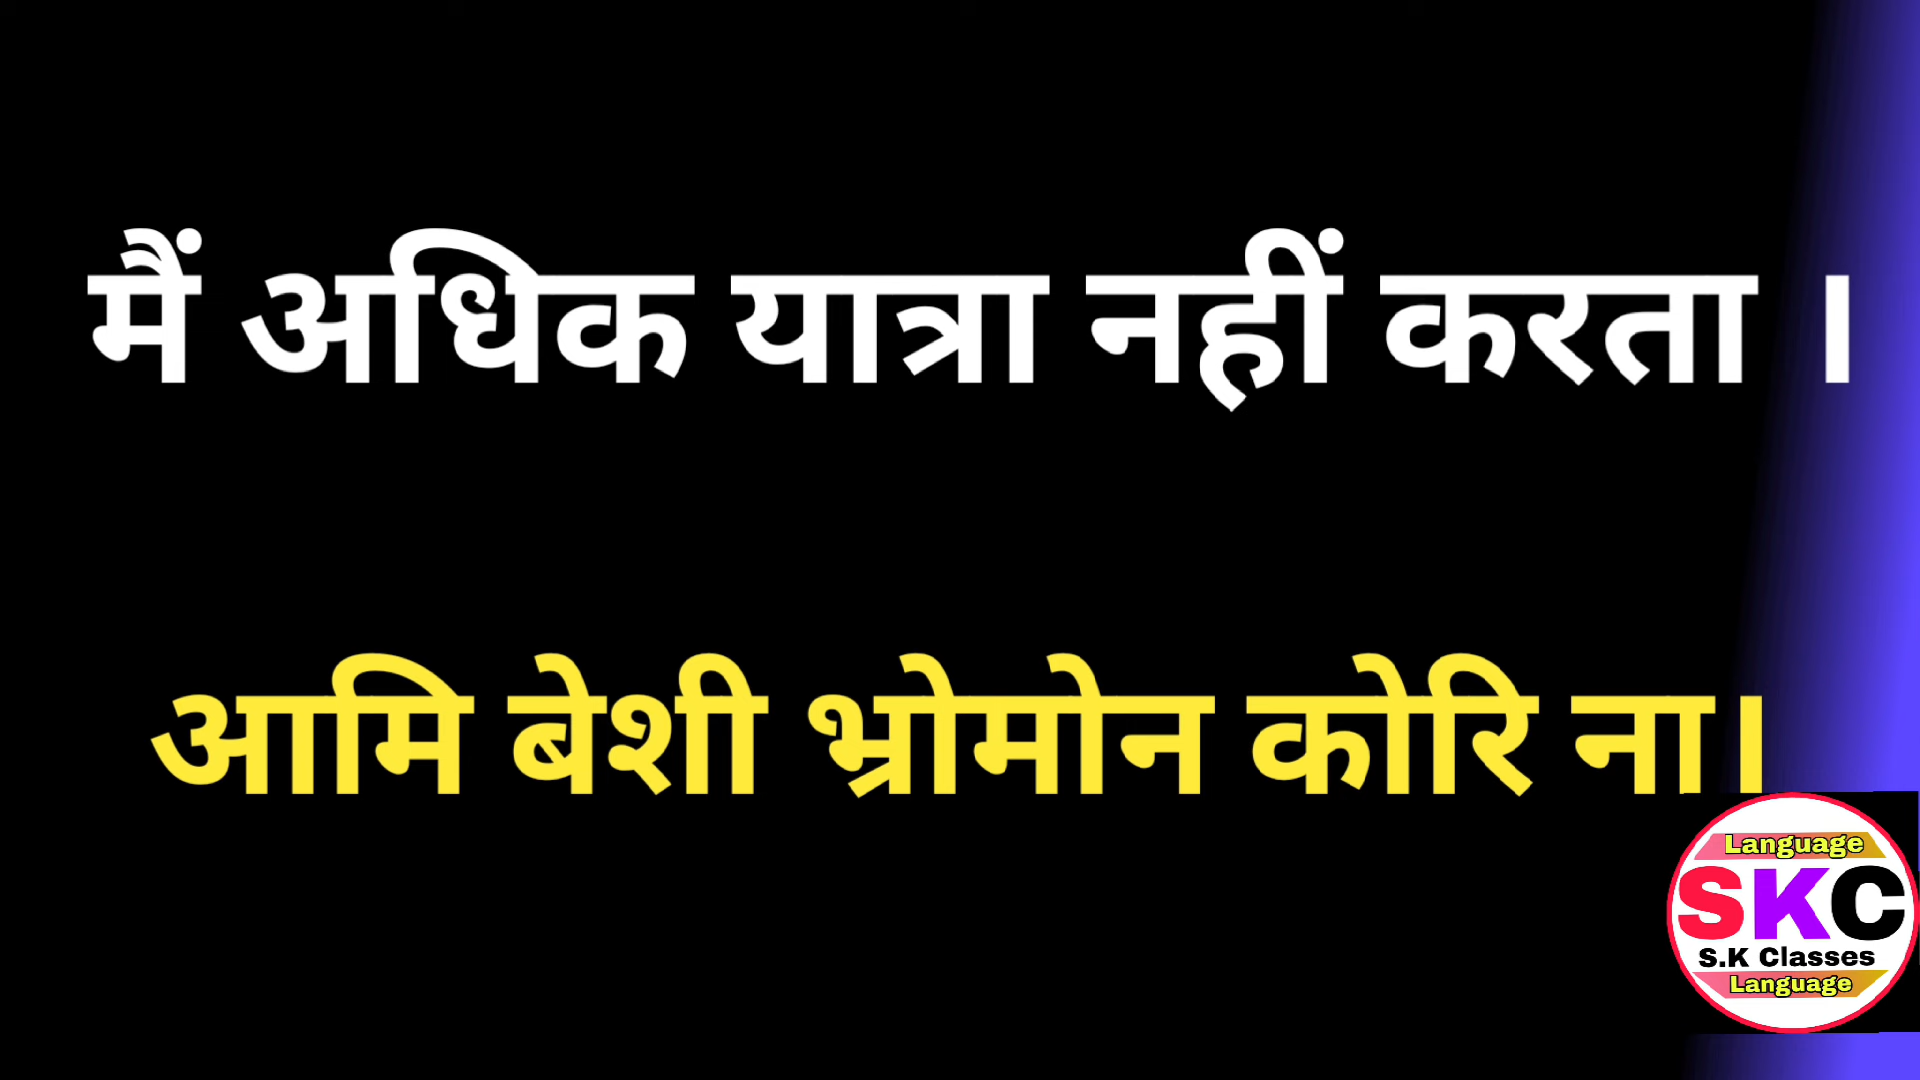 मैं अधिक यात्रा नहीं करता ।
आमि बेशी भ्रोमोन कोरि ना।
Language
SKC
S.K Classes
Language